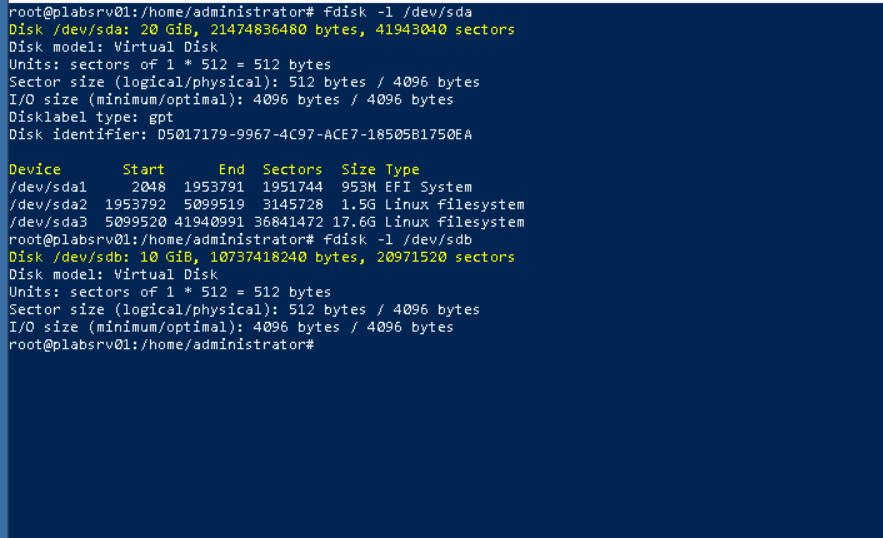 root@plabsrv01:/home/administrator# fdisk -l /dev/sda
Disk /dev/sda: 20 GiB, 21474836480 bytes, 41943040 sectors
Disk model: Virtual Disk
Units: sectors of 1 * 512 = 512 bytes
Sector size (logical/physical): 512 bytes / 4096 bytes
I/O size (minimum/optimal): 4096 bytes / 4096 bytes
Disklabel type: gpt
Disk identifier: D5017179-9967-4C97-ACE7-18505B1750EA

Device       Start      End  Sectors  Size Type
/dev/sda1     2048  1953791  1951744  953M EFI System
/dev/sda2  1953792  5099519  3145728  1.5G Linux filesystem
/dev/sda3  5099520 41940991 36841472 17.6G Linux filesystem
root@plabsrv01:/home/administrator# fdisk -l /dev/sdb
Disk /dev/sdb: 10 GiB, 10737418240 bytes, 20971520 sectors
Disk model: Virtual Disk
Units: sectors of 1 * 512 = 512 bytes
Sector size (logical/physical): 512 bytes / 4096 bytes
I/O size (minimum/optimal): 4096 bytes / 4096 bytes
root@plabsrv01:/home/administrator#